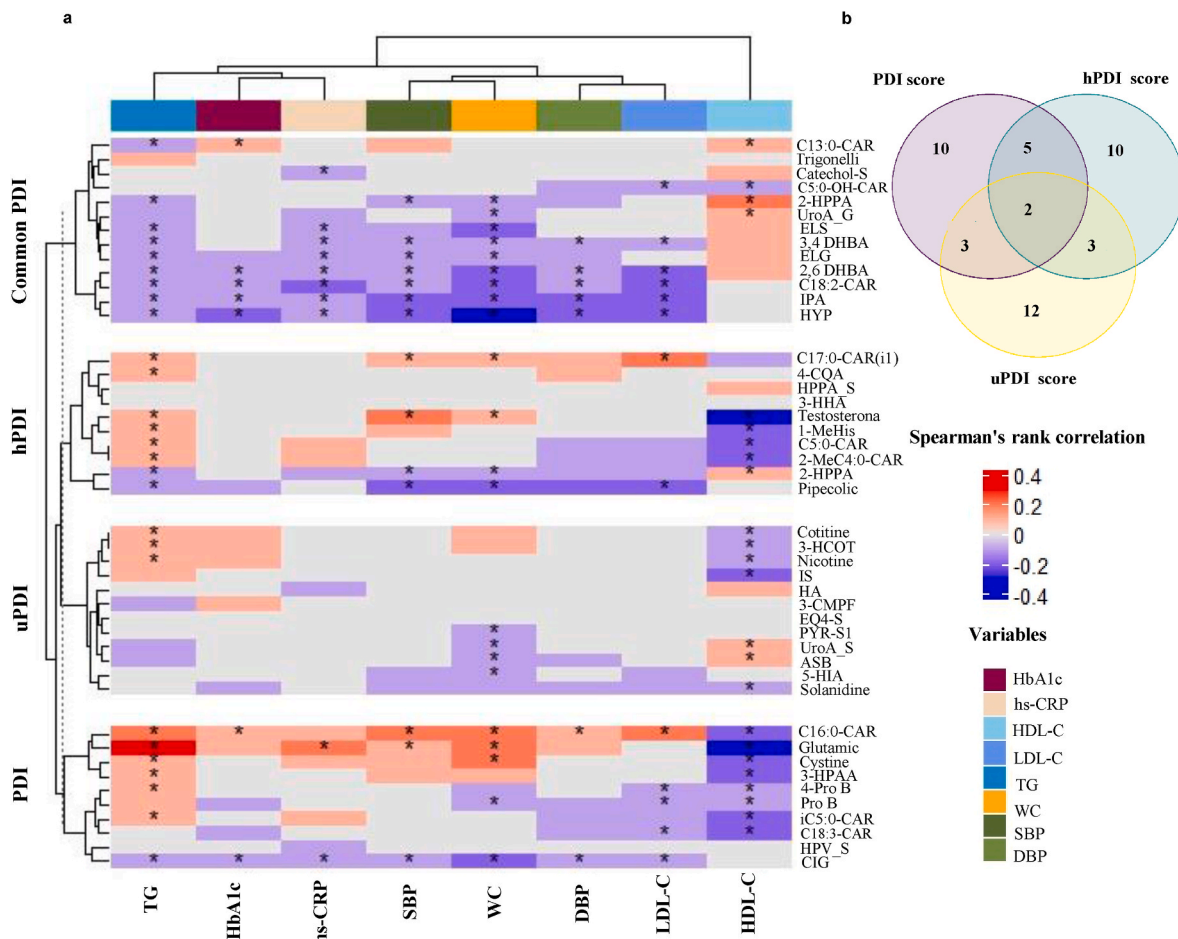 a
b
PDI score
hPDI score
10
5
10
2
3
3
12
uPDI score
Common PDI
* * * C13:0-CAR
Trigonelli
* Catechol-S
* * C5:0-OH-CAR
* * * * 2-HPPA
* * UroA_G
* * * ELS
* * * * * * 3,4 DHBA
* * * * ELG
* * * * * * * 2,6 DHBA
* * * * * * * C18:2-CAR
* * * * * * * IPA
* * * * * * * HYP
hPDI
* * * * C17:0-CAR(i1)
* 4-CQA
HPPA_S
3-HHA
* * * * Testosterona
* * 1-MeHis
* * C5:0-CAR
* * 2-MeC4:0-CAR
* * * * 2-HPPA
* * * * Pipecolic
uPDI
* * Cotitine
* * 3-HCOT
* * Nicotine
* IS
HA
3-CMPF
EQ4-S
* PYR-S1
* * UroA_S
* * ASB
* 5-HIA
* Solanidine
PDI
* * * * * * * C16:0-CAR
* * * * * Glutamic
* * * Cystine
* * 3-HPAA
* * * 4-Pro B
* * * Pro B
* * iC5:0-CAR
* * C18:3-CAR
HPV_S
* * * * * * * CIG
TG
HbA1c
hs-CRP
SBP
WC
DBP
LDL-C
HDL-C
Spearman's rank correlation
0.4
0.2
0
-0.2
-0.4
Variables
HbA1c
hs-CRP
HDL-C
LDL-C
TG
WC
SBP
DBP